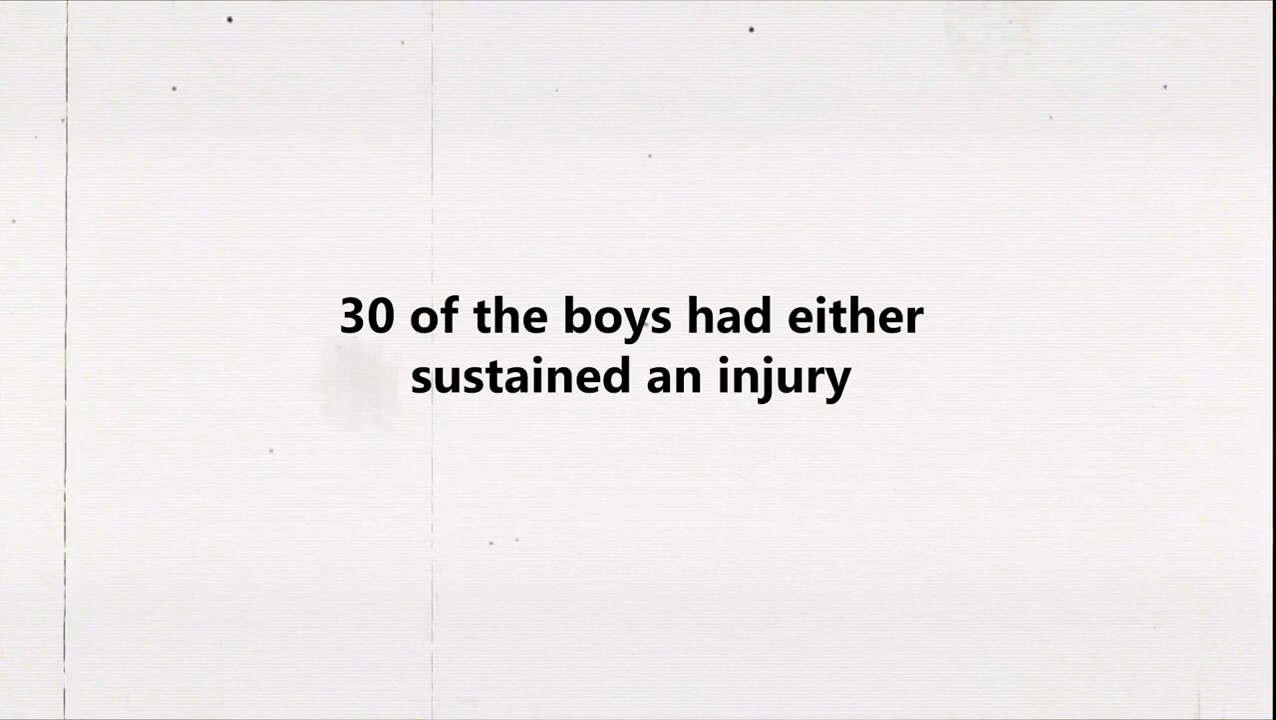 30 of the boys had either
sustained an injury